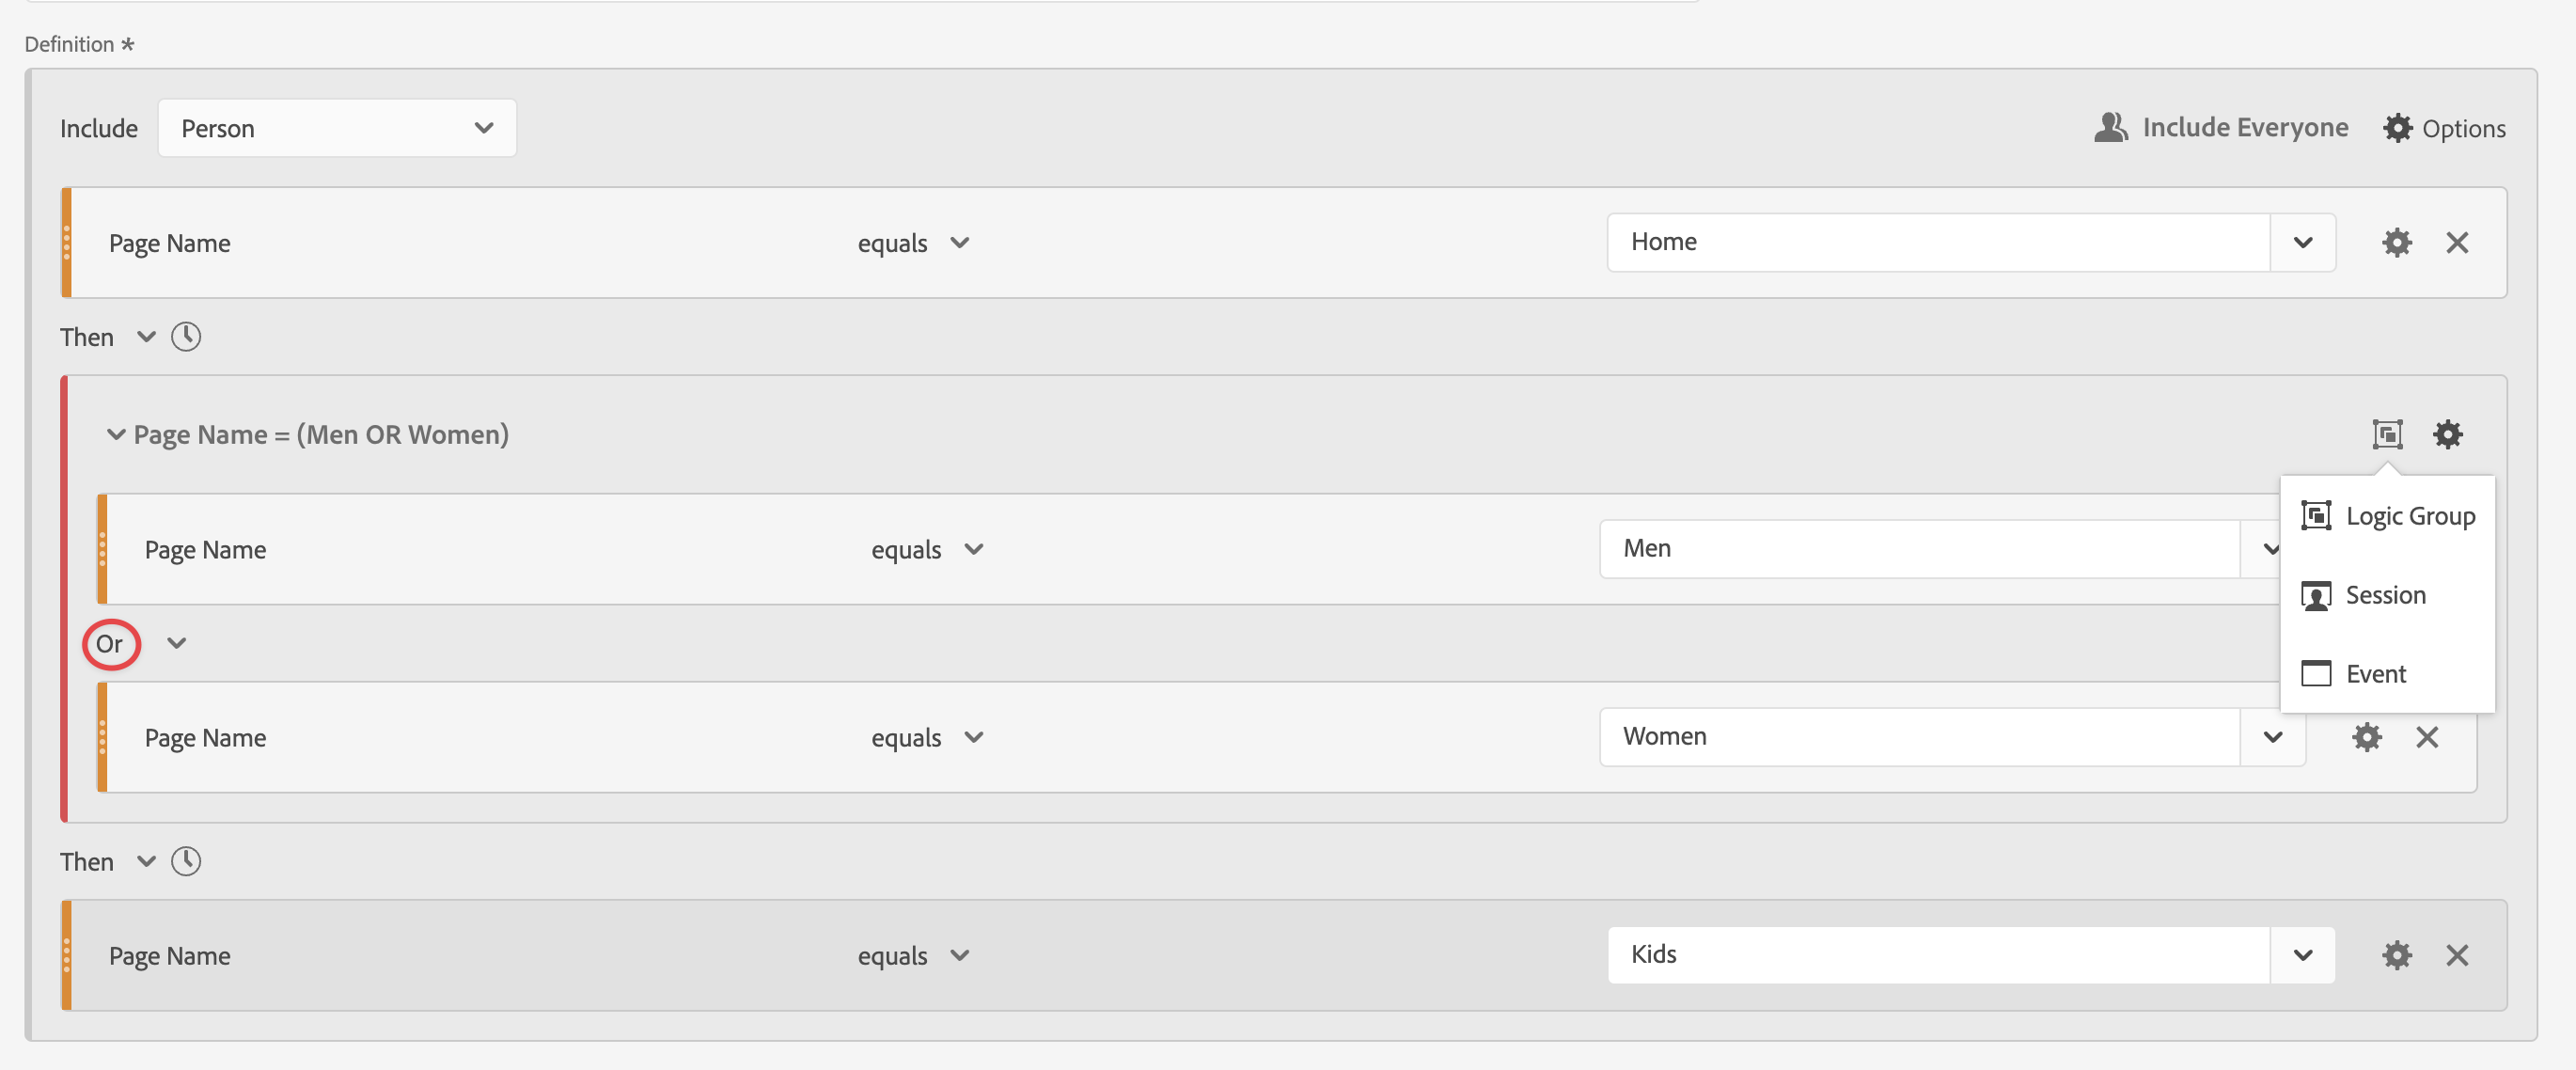 Definition *
Include Person Include Everyone Options
Page Name equals Home
Then
Page Name = (Men OR Women)
Logic Group
Page Name equals Men
Session
Or
Event
Page Name equals Women
Then
Page Name equals Kids